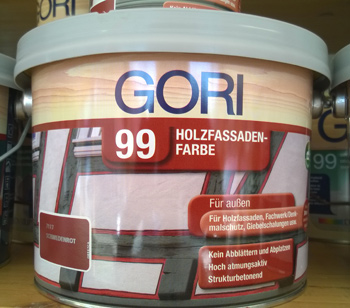 GORI
99
HOLZFASSADEN-
FARBE
Für außen
Für Holzfassaden, Fachwerk/Denk
malschutz, Giebelschalungen
Kein Abblättern und Abplatzen
Hoch atmungsaktiv
Strukturbetonend